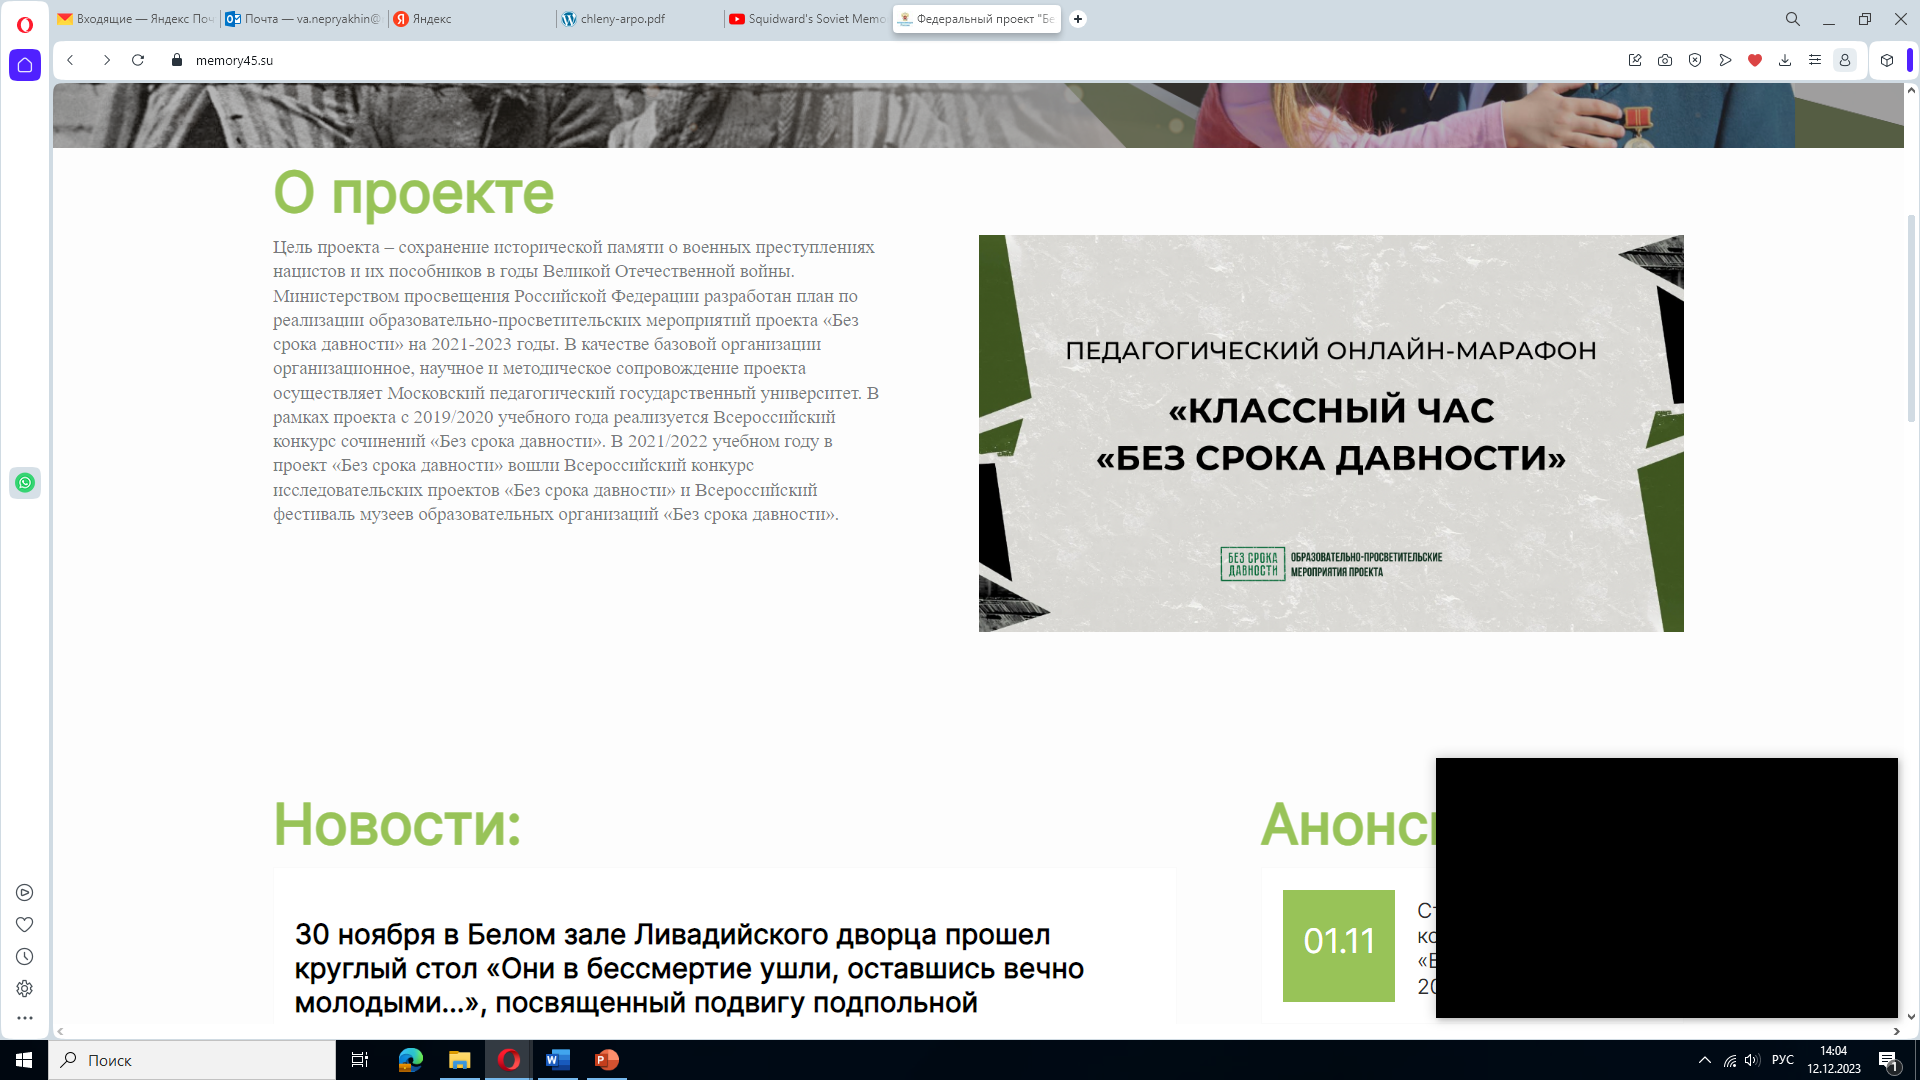 Входящие — Яндекс Поч
Почта — va.nepryakhin@
Яндекс
chleny-arpo.pdf
Squidward's Soviet Memo
Федеральный проект "Бе
memory45.su
О проекте
Цель проекта – сохранение исторической памяти о военных преступлениях
нацистов и их пособников в годы Великой Отечественной войны.
Министерством просвещения Российской Федерации разработан план по
реализации образовательно-просветительских мероприятий проекта «Без
срока давности» на 2021-2023 годы. В качестве базовой организации
организационное, научное и методическое сопровождение проекта
осуществляет Московский педагогический государственный университет. В
рамках проекта с 2019/2020 учебного года реализуется Всероссийский
конкурс сочинений «Без срока давности». В 2021/2022 учебном году в
проект «Без срока давности» вошли Всероссийский конкурс
исследовательских проектов «Без срока давности» и Всероссийский
фестиваль музеев образовательных организаций «Без срока давности».
ПЕДАГОГИЧЕСКИЙ ОНЛАЙН-МАРАФОН
«КЛАССНЫЙ ЧАС
«БЕЗ СРОКА ДАВНОСТИ»
БЕЗ СРОКА
ДАВНОСТИ
ОБРАЗОВАТЕЛЬНО-ПРОСВЕТИТЕЛЬСКИЕ
МЕРОПРИЯТИЯ ПРОЕКТА
Новости:
30 ноября в Белом зале Ливадийского дворца прошел
круглый стол «Они в бессмертие ушли, оставшись вечно
молодыми...», посвященный подвигу подпольной
Анонс
01.11
Ст
ко
«Б
20
Поиск
РУС
14:04
12.12.2023
1